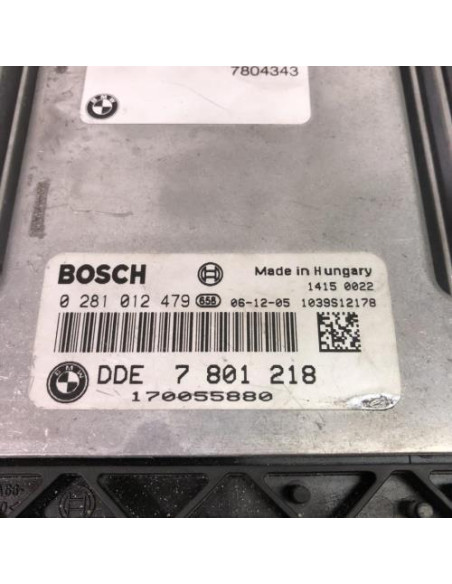 7804343
BOSCH Made in Hungary
1415 0022
0 281 012 479 658 06-12-05 1039S12178
DDE 7 801 218
170055880